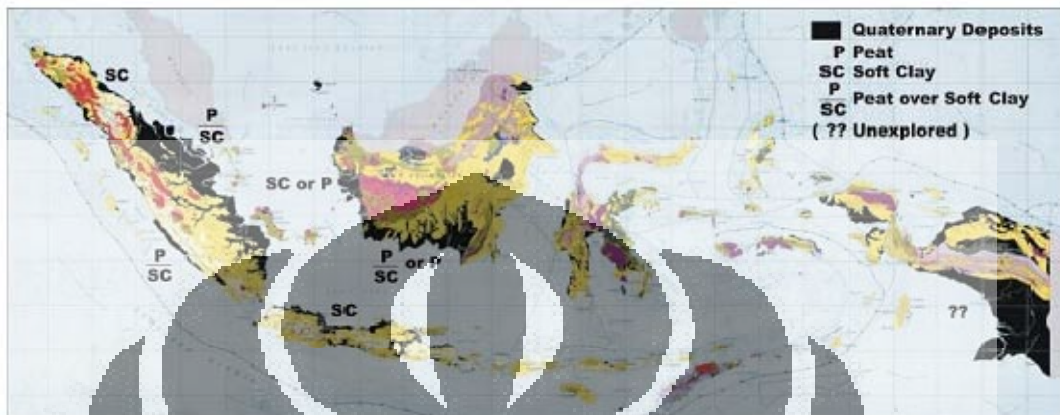 Quaternary Deposits
P Peat
SC Soft Clay
P
SC Peat over Soft Clay
( ?? Unexplored )
SC
P
SC
SC or P
P
SC
P
SC or P
SC
??